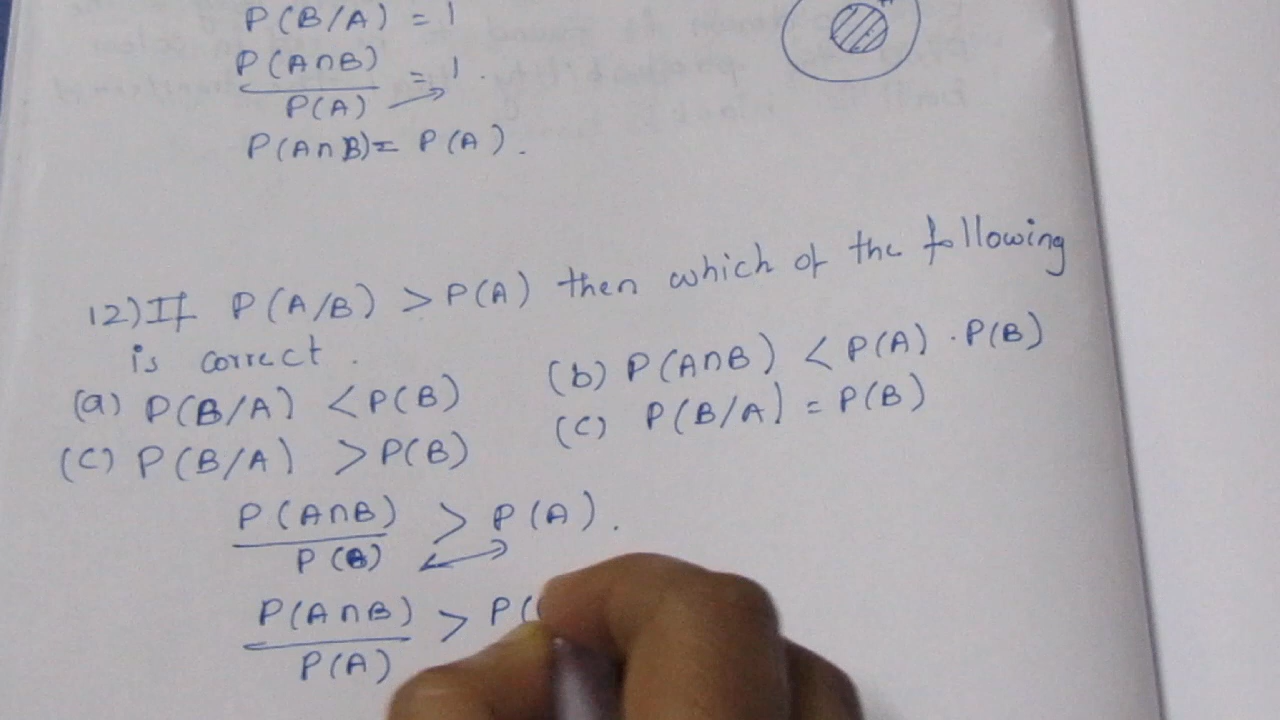 P(B/A) = 1
P(A∩B)
P(A)
= 1.
P(A∩B) = P(A).
12) If P(A/B) > P(A) then which of the following
is correct.
(a) P(B/A) < P(B)
(b) P(A∩B) < P(A) . P(B)
(c) P(B/A) > P(B)
(c) P(B/A) = P(B)
P(A∩B)
P(B)
> P(A).
P(A∩B)
P(A)
> P(